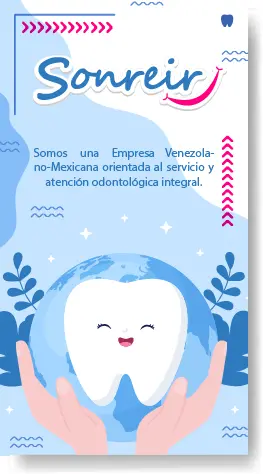 Sonreir
Somos una Empresa Venezola-
no-Mexicana orientada al servicio y
atención odontológica integral.